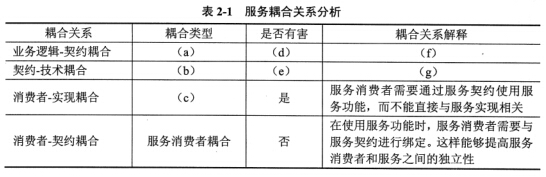 表 2-1 服务耦合关系分析
耦合关系 耦合类型 是否有害 耦合关系解释
业务逻辑-契约耦合 （a） （d） （f）
契约-技术耦合 （b） （e） （g）
消费者-实现耦合 （c） 是 服务消费者需要通过服务契约使用服
务功能，而不能直接与服务实现相关
消费者-契约耦合 服务消费者耦合 否 在使用服务功能时，服务消费者需要与
服务契约进行绑定。这样能够提高服务
消费者和服务之间的独立性